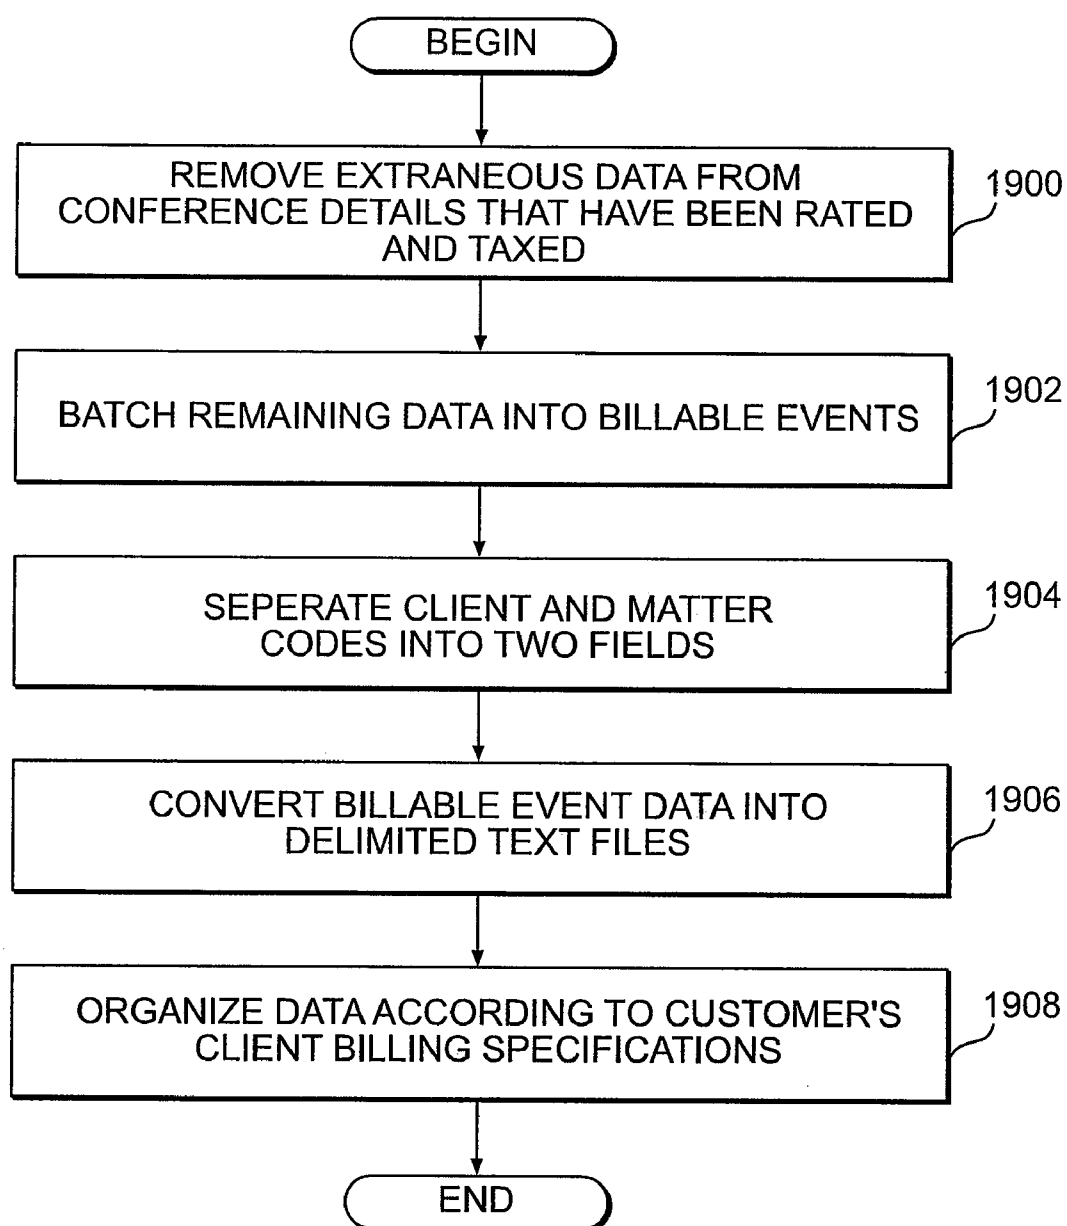 BEGIN
REMOVE EXTRANEOUS DATA FROM
CONFERENCE DETAILS THAT HAVE BEEN RATED
AND TAXED
1900
BATCH REMAINING DATA INTO BILLABLE EVENTS
1902
SEPERATE CLIENT AND MATTER
CODES INTO TWO FIELDS
1904
CONVERT BILLABLE EVENT DATA INTO
DELIMITED TEXT FILES
1906
ORGANIZE DATA ACCORDING TO CUSTOMER'S
CLIENT BILLING SPECIFICATIONS
1908
END